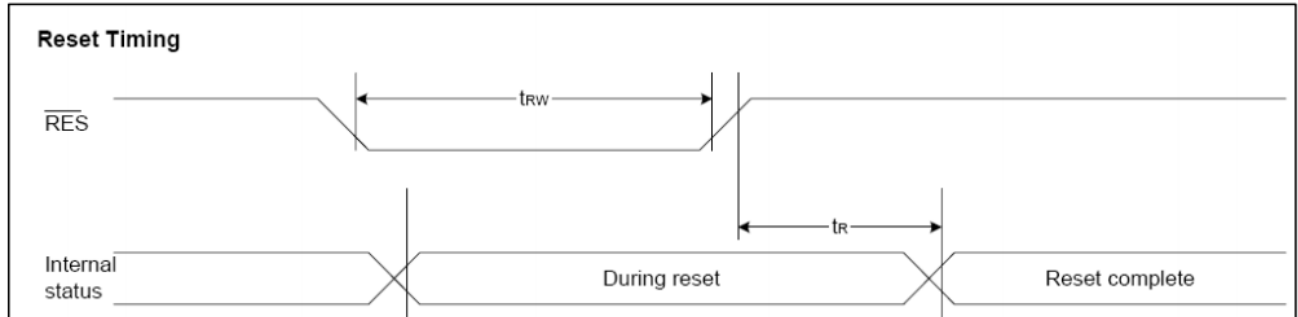 Reset Timing
tRW
RES
tR
Internal
status
During reset
Reset complete